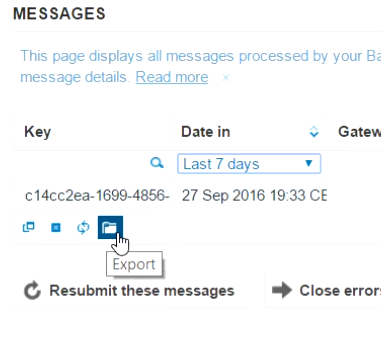 MESSAGES
This page displays all messages processed by your Ba
message details. Read more ×
Key Date in Gatew
Last 7 days
c14cc2ea-1699-4856- 27 Sep 2016 19:33 CE
Export
Resubmit these messages Close errors